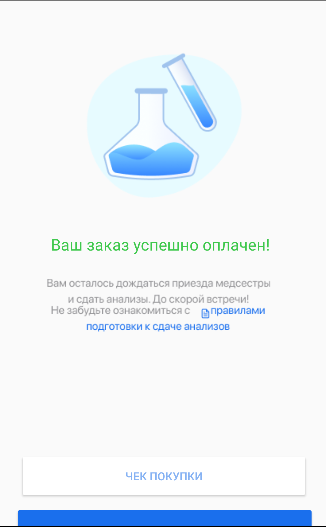 Ваш заказ успешно оплачен!
Вам осталось дождаться приезда медсестры
и сдать анализы. До скорой встречи!
Не забудьте ознакомиться с правилами
подготовки к сдаче анализов
ЧЕК ПОКУПКИ